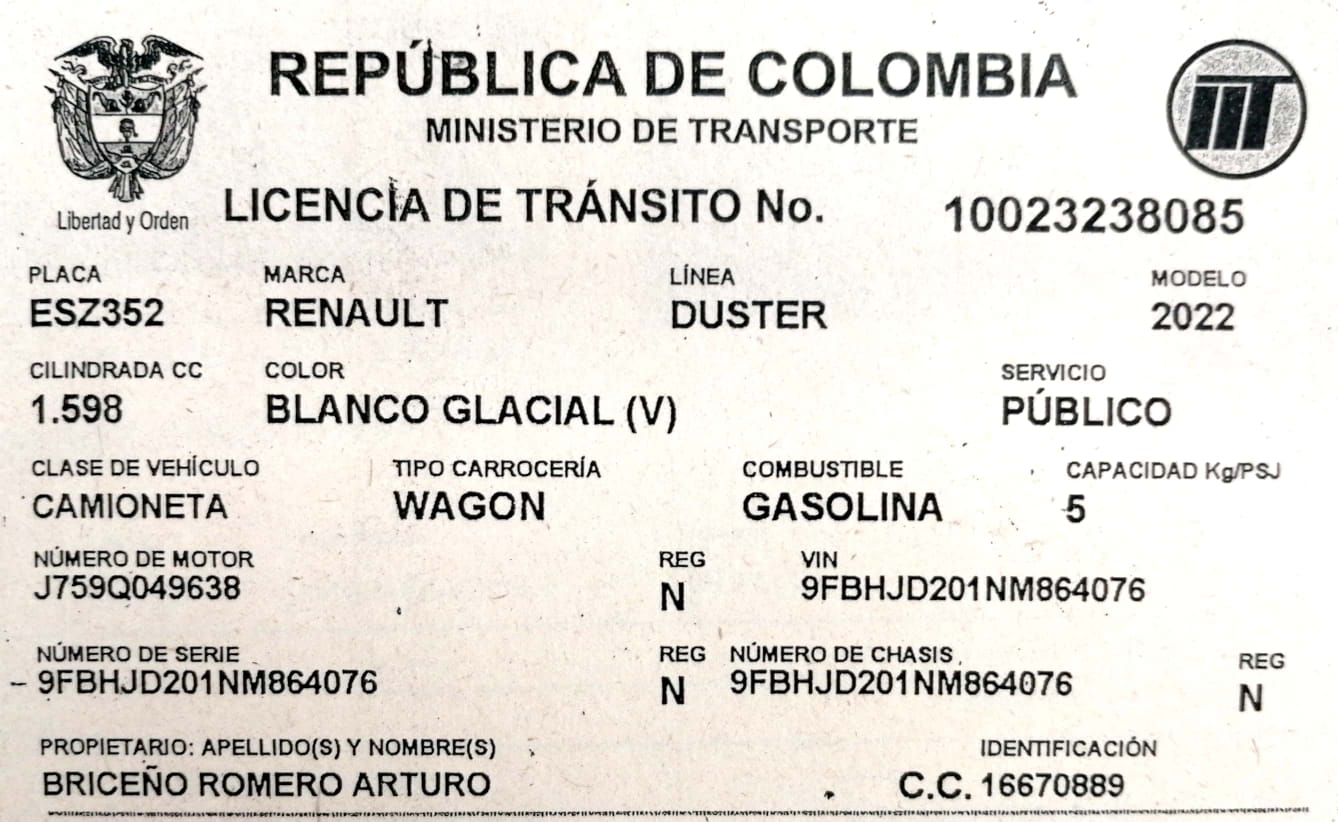 REPÚBLICA DE COLOMBIA
MINISTERIO DE TRANSPORTE
Libertad y Orden
LICENCIA DE TRÁNSITO No. 10023238085
PLACA MARCA LÍNEA MODELO
ESZ352 RENAULT DUSTER 2022
CILINDRADA CC COLOR SERVICIO
1.598 BLANCO GLACIAL (V) PÚBLICO
CLASE DE VEHÍCULO TIPO CARROCERÍA COMBUSTIBLE CAPACIDAD Kg/PSJ
CAMIONETA WAGON GASOLINA 5
NÚMERO DE MOTOR REG VIN
J759Q049638 N 9FBHJD201NM864076
NÚMERO DE SERIE REG NÚMERO DE CHASIS REG
9FBHJD201NM864076 N 9FBHJD201NM864076 N
PROPIETARIO: APELLIDO(S) Y NOMBRE(S) IDENTIFICACIÓN
BRICEÑO ROMERO ARTURO C.C. 16670889